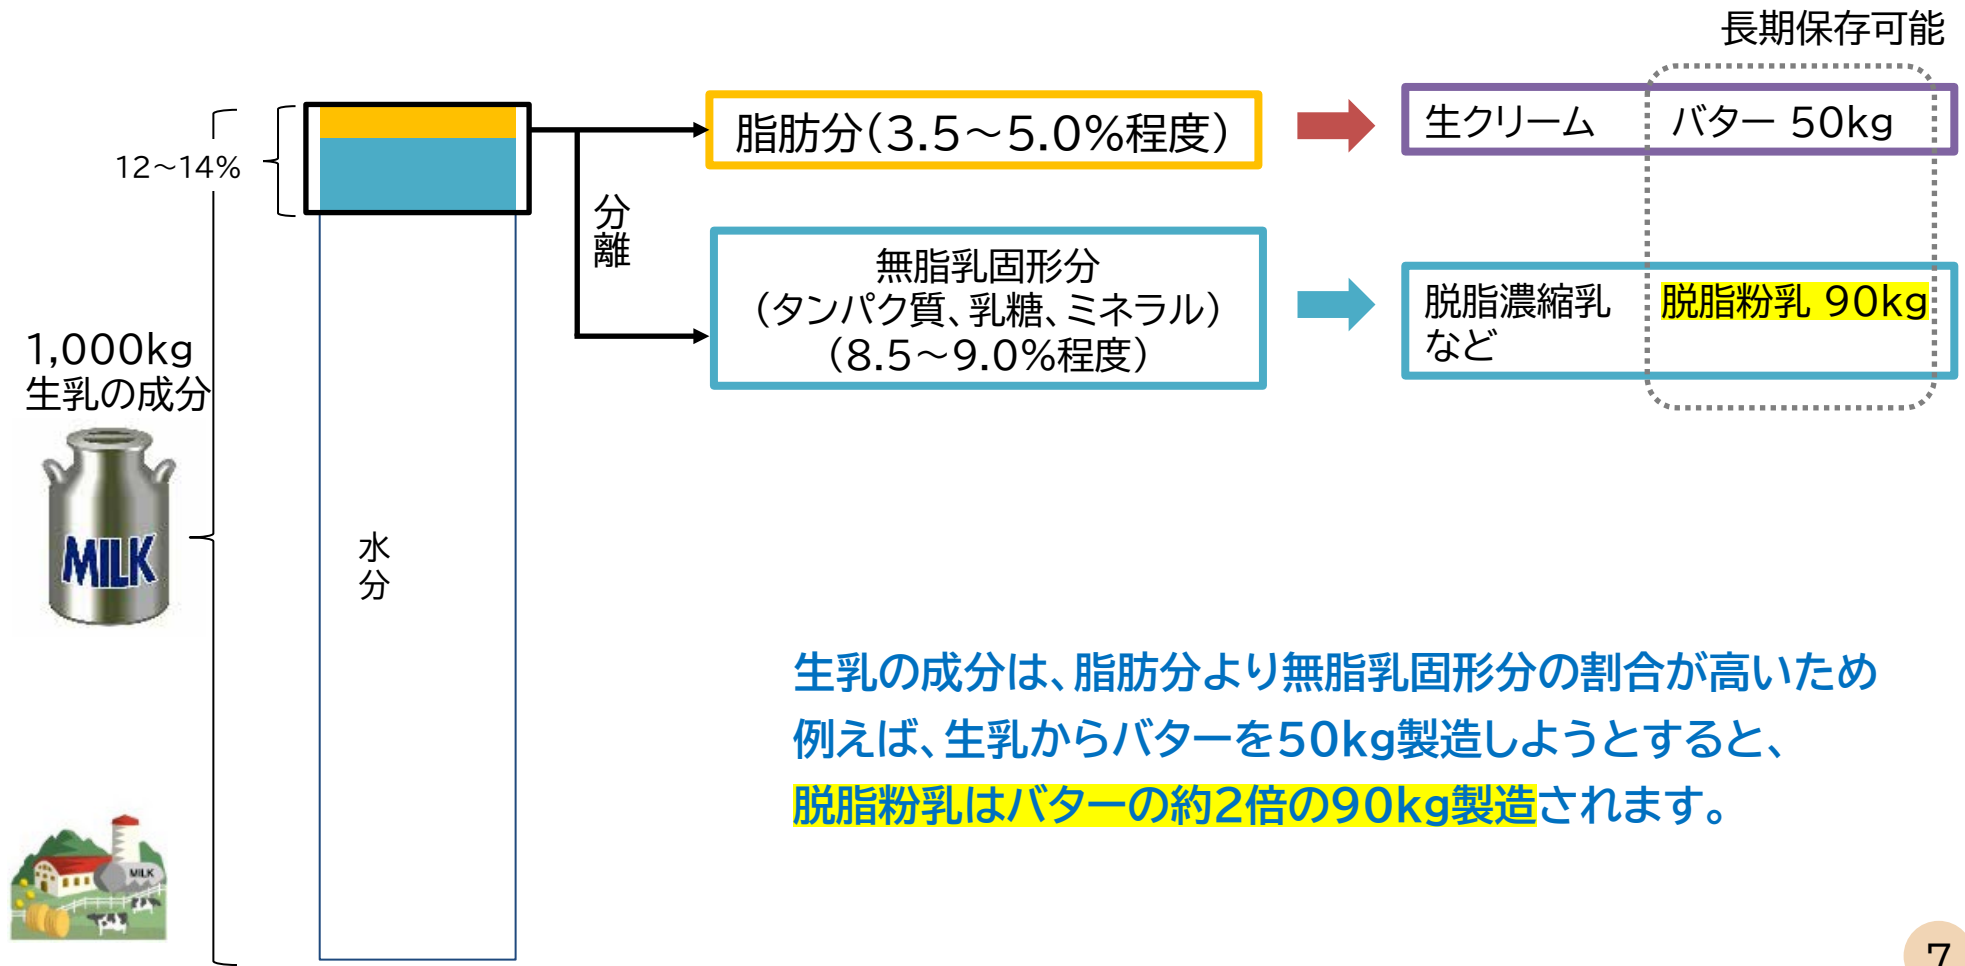 長期保存可能
12～14%
脂肪分(3.5～5.0%程度)
生クリーム
バター 50kg
分離
無脂乳固形分
(タンパク質、乳糖、ミネラル)
(8.5～9.0%程度)
脱脂濃縮乳
など
脱脂粉乳 90kg
1,000kg
生乳の成分
MILK
水分
生乳の成分は、脂肪分より無脂乳固形分の割合が高いため
例えば、生乳からバターを50kg製造しようとすると、
脱脂粉乳はバターの約2倍の90kg製造されます。
MILK
7